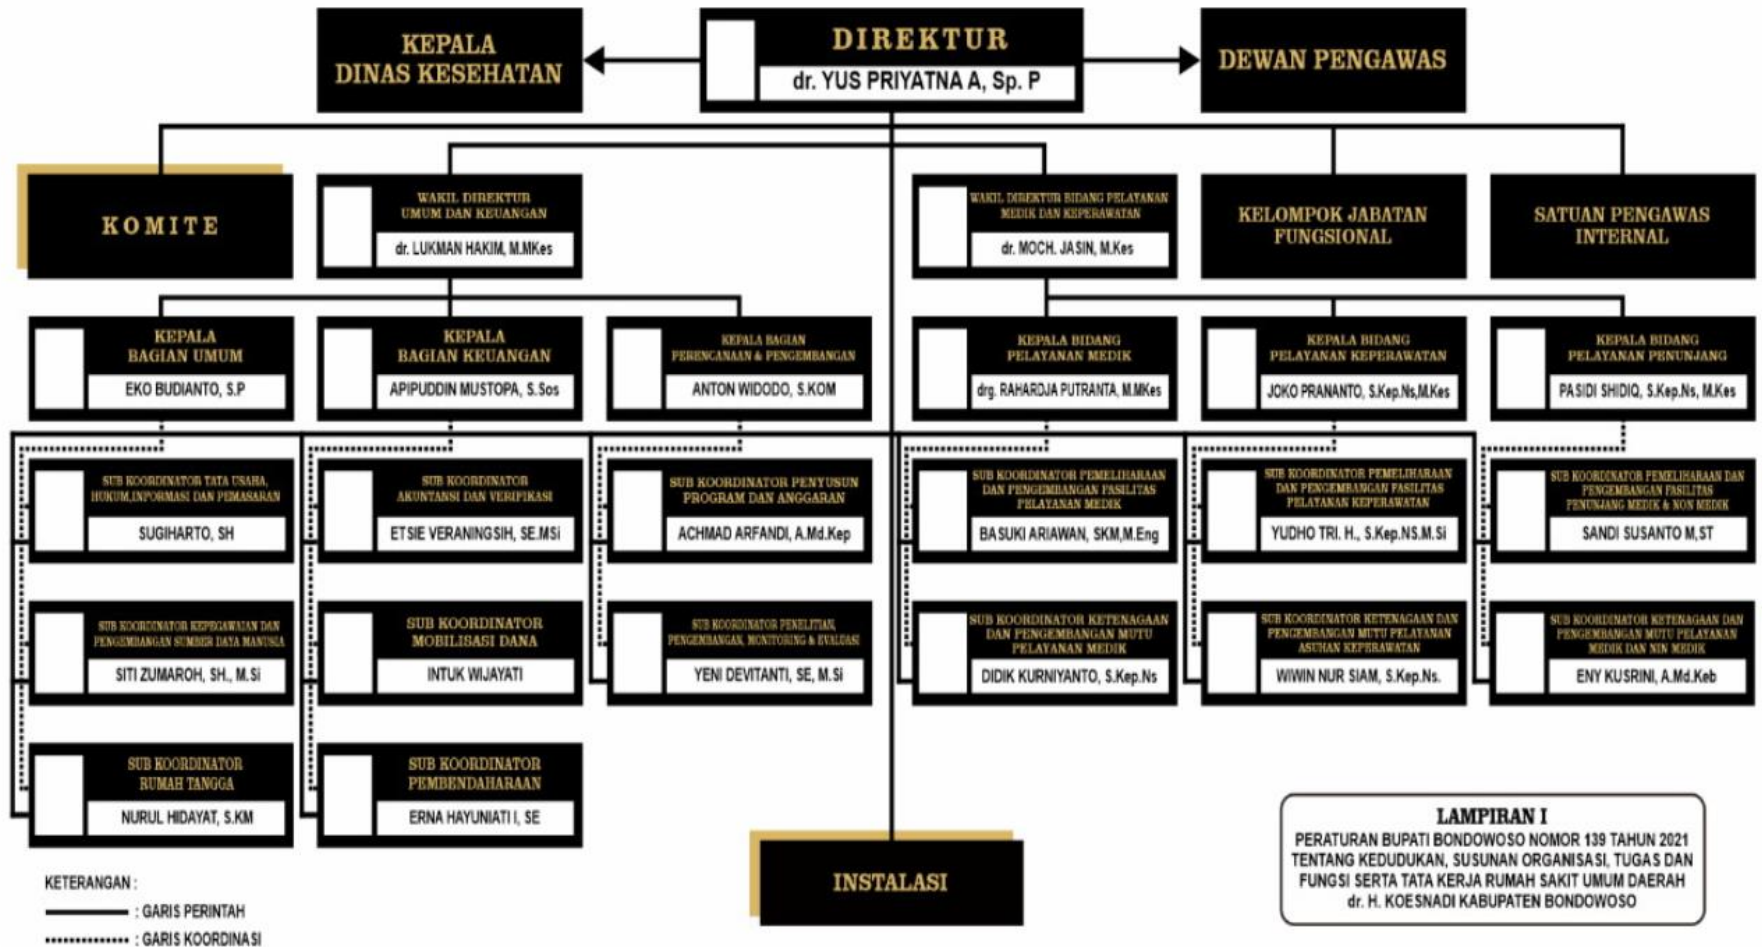 KEPALA
DINAS KESEHATAN
DIREKTUR
dr. YUS PRIYATNA A, Sp. P
DEWAN PENGAWAS
KOMITE
WAKIL DIREKTUR
UMUM DAN KEUANGAN
dr. LUKMAN HAKIM, M.MKes
WAKIL DIREKTUR BIDANG PELAYANAN
MEDIK DAN KEPERAWATAN
dr. MOCH. JASIN, M.Kes
KELOMPOK JABATAN
FUNGSIONAL
SATUAN PENGAWAS
INTERNAL
KEPALA
BAGIAN UMUM
EKO BUDIANTO, S.P
KEPALA
BAGIAN KEUANGAN
APIPUDDIN MUSTOPA, S.Sos
KEPALA BAGIAN
PERENCANAAN & PENGEMBANGAN
ANTON WIDODO, S.KOM
KEPALA BIDANG
PELAYANAN MEDIK
drg. RAHARDJA PUTRANTA, M.MKes
KEPALA BIDANG
PELAYANAN KEPERAWATAN
JOKO PRANANTO, S.Kep.Ns,M.Kes
KEPALA BIDANG
PELAYANAN PENUNJANG
PASIDI SHIDIQ, S.Kep.Ns, M.Kes
SUB KOORDINATOR TATA USAHA,
HUKUM,INFORMASI DAN PEMASARAN
SUGIHARTO, SH
SUB KOORDINATOR
AKUNTANSI DAN VERIFIKASI
ETSIE VERANINGSIH, SE.MSi
SUB KOORDINATOR PENYUSUN
PROGRAM DAN ANGGARAN
ACHMAD ARFANDI, A.Md.Kep
SUB KOORDINATOR PEMELIHARAAN
DAN PENGEMBANGAN FASILITAS
PELAYANAN MEDIK
BASUKI ARIAWAN, SKM,M.Eng
SUB KOORDINATOR PEMELIHARAAN
DAN PENGEMBANGAN FASILITAS
PELAYANAN KEPERAWATAN
YUDHO TRI. H., S.Kep.NS.M.Si
SUB KOORDINATOR PEMELIHARAAN DAN
PENGEMBANGAN FASILITAS
PENUNJANG MEDIK & NON MEDIK
SANDI SUSANTO M,ST
SUB KOORDINATOR KEPEGAWAIAN DAN
PENGEMBANGAN SUMBER DAYA MANUSIA
SITI ZUMAROH, SH., M.Si
SUB KOORDINATOR
MOBILISASI DANA
INTUK WIJAYATI
SUB KOORDINATOR PENELITIAN,
PENGEMBANGAN, MONITORING & EVALUASI
YENI DEVITANTI, SE, M.Si
SUB KOORDINATOR KETENAGAAN
DAN PENGEMBANGAN MUTU
PELAYANAN MEDIK
DIDIK KURNIYANTO, S.Kep.Ns
SUB KOORDINATOR KETENAGAAN DAN
PENGEMBANGAN MUTU PELAYANAN
ASUHAN KEPERAWATAN
WIWIN NUR SIAM, S.Kep.Ns.
SUB KOORDINATOR KETENAGAAN DAN
PENGEMBANGAN MUTU PELAYANAN
MEDIK DAN NIN MEDIK
ENY KUSRINI, A.Md.Keb
SUB KOORDINATOR
RUMAH TANGGA
NURUL HIDAYAT, S.KM
SUB KOORDINATOR
PEMBENDAHARAAN
ERNA HAYUNIATI I, SE
INSTALASI
LAMPIRAN I
PERATURAN BUPATI BONDOWOSO NOMOR 139 TAHUN 2021
TENTANG KEDUDUKAN, SUSUNAN ORGANISASI, TUGAS DAN
FUNGSI SERTA TATA KERJA RUMAH SAKIT UMUM DAERAH
dr. H. KOESNADI KABUPATEN BONDOWOSO
KETERANGAN :
: GARIS PERINTAH
: GARIS KOORDINASI